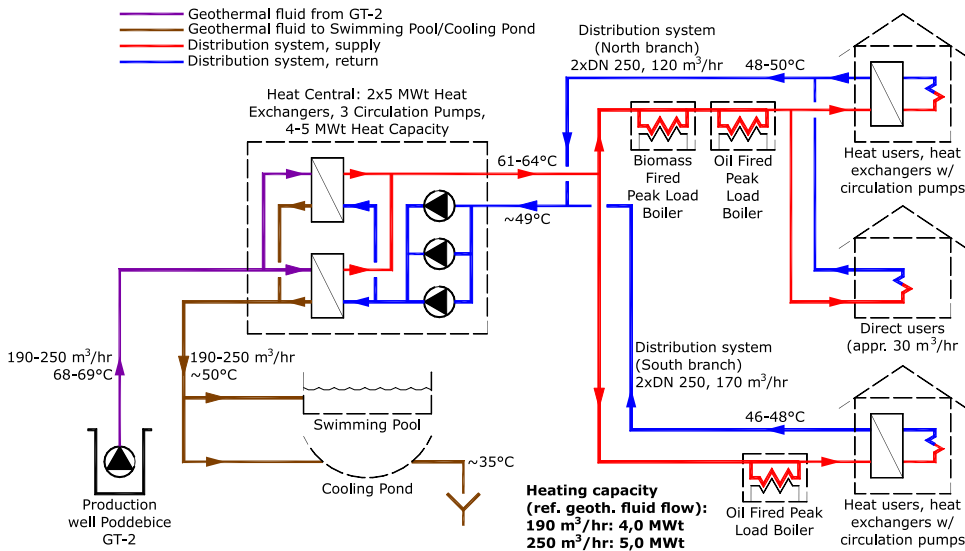 Geothermal fluid from GT-2
Geothermal fluid to Swimming Pool/Cooling Pond
Distribution system, supply
Distribution system, return
Heat Central: 2x5 MWt Heat
Exchangers, 3 Circulation Pumps,
4-5 MWt Heat Capacity
Distribution system
(North branch)
2xDN 250, 120 m³/hr
48-50°C
61-64°C
~49°C
Biomass
Fired
Peak Load
Boiler
Oil Fired
Peak
Load
Boiler
Heat users, heat
exchangers w/
circulation pumps
Direct users
(appr. 30 m³/hr
190-250 m³/hr
68-69°C
190-250 m³/hr
~50°C
Swimming Pool
Cooling Pond
~35°C
Production
well Poddebice
GT-2
Distribution system
(South branch)
2xDN 250, 170 m³/hr
46-48°C
Oil Fired Peak
Load Boiler
Heat users, heat
exchangers w/
circulation pumps
Heating capacity
(ref. geoth. fluid flow):
190 m³/hr: 4,0 MWt
250 m³/hr: 5,0 MWt